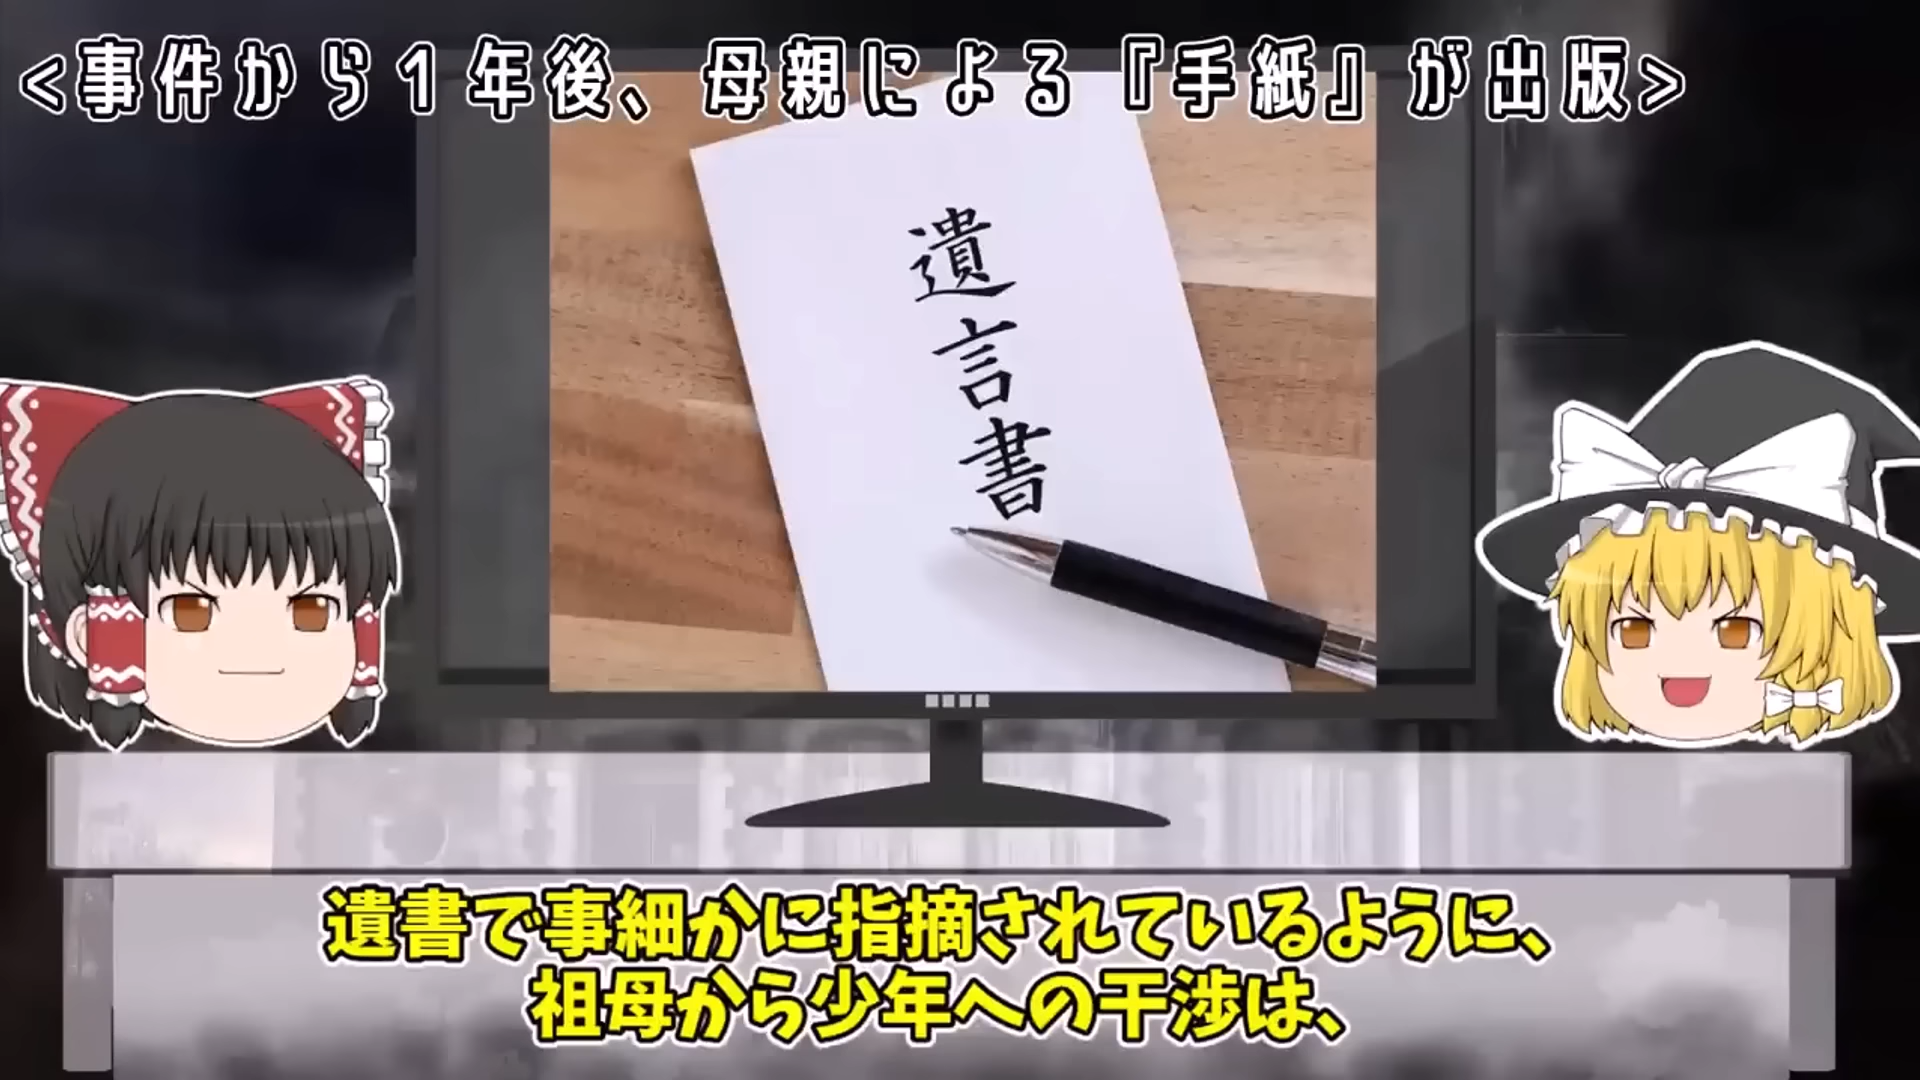 <事件から１年後、母親による『手紙』が出版>
遺言書
遺書で事細かに指摘されているように、
祖母から少年への干渉は、